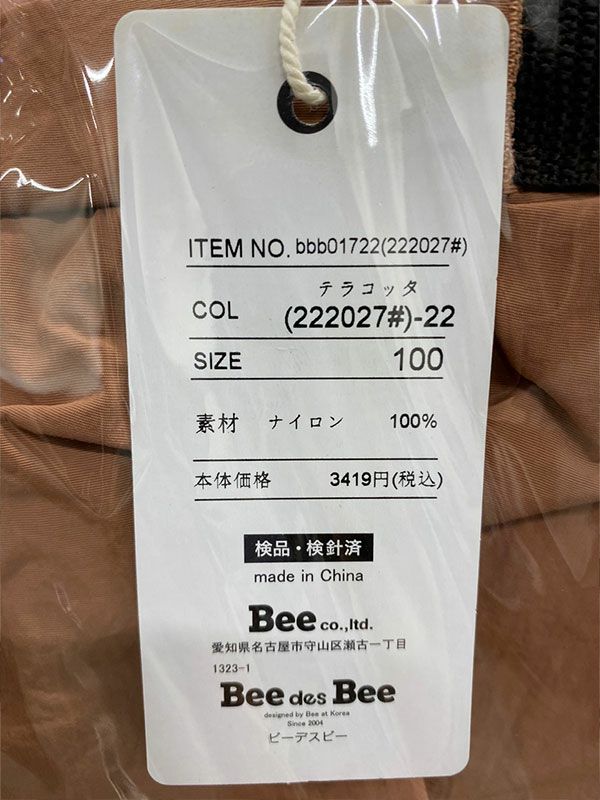 ITEM NO. bbb01722(222027#)
テラコッタ
COL (222027#)-22
SIZE 100
素材 ナイロン 100%
本体価格 3419円(税込)
検品・検針済
made in China
Bee co.,ltd.
愛知県名古屋市守山区瀬古一丁目
1323-1
Bee des Bee
designed by Bee at Korea
Since 2004
ビーデスビー